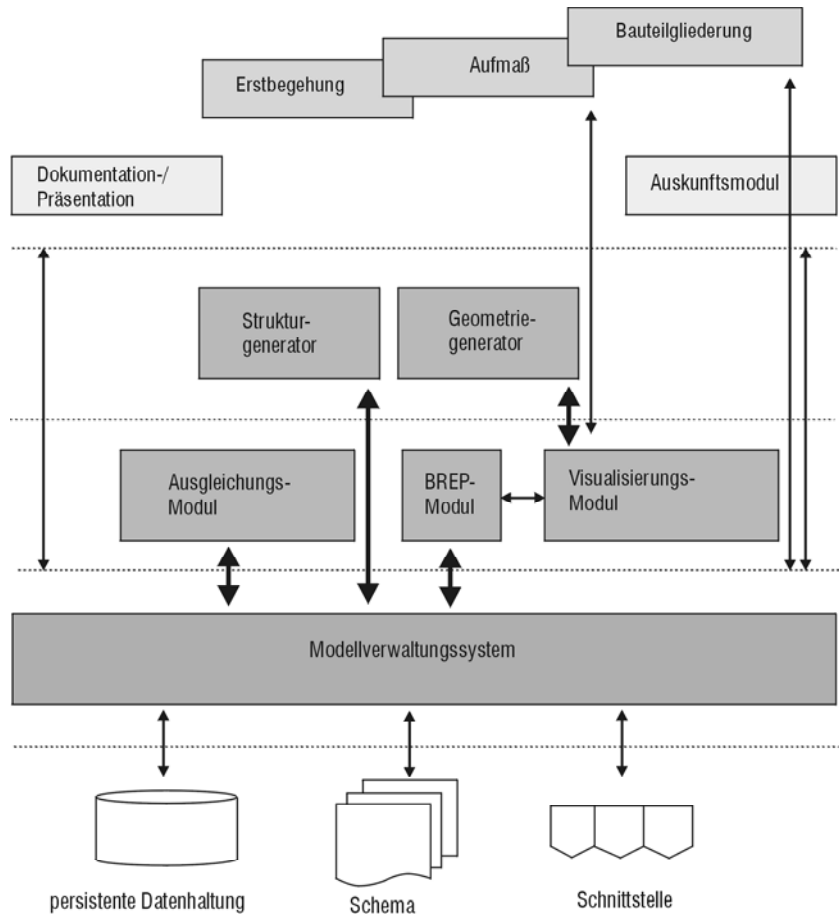 Bauteilgliederung
Aufmaß
Erstbegehung
Dokumentation-/
Präsentation
Auskunftsmodul
Struktur-
generator
Geometrie-
generator
Ausgleichungs-
Modul
BREP-
Modul
Visualisierungs-
Modul
Modellverwaltungssystem
persistente Datenhaltung
Schema
Schnittstelle